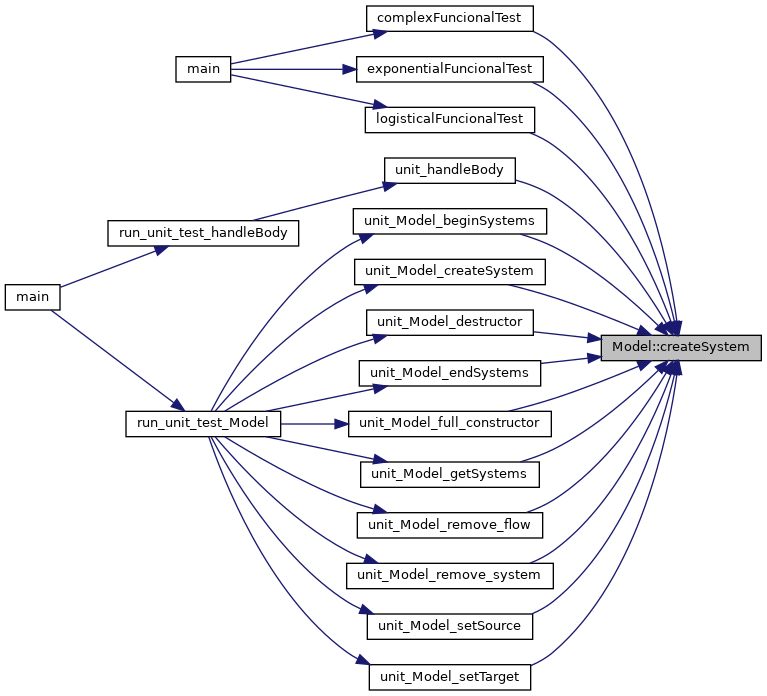 complexFuncionalTest
main
exponentialFuncionalTest
logisticalFuncionalTest
unit_handleBody
unit_Model_beginSystems
run_unit_test_handleBody
unit_Model_createSystem
main
unit_Model_destructor
Model::createSystem
unit_Model_endSystems
run_unit_test_Model
unit_Model_full_constructor
unit_Model_getSystems
unit_Model_remove_flow
unit_Model_remove_system
unit_Model_setSource
unit_Model_setTarget